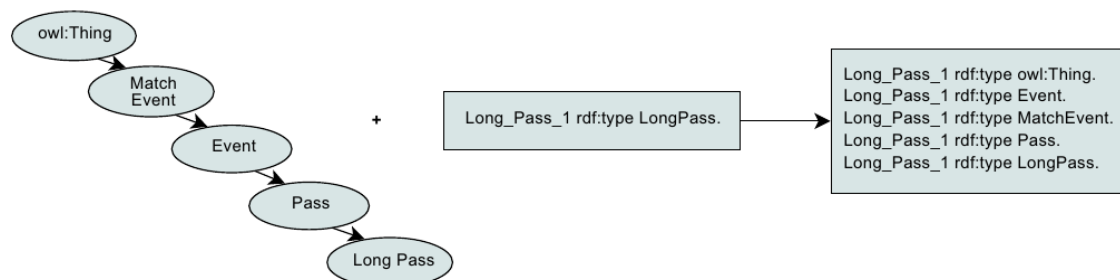 owl:Thing
Match
Event
Event
Pass
Long Pass
+
Long_Pass_1 rdf:type LongPass.
Long_Pass_1 rdf:type owl:Thing.
Long_Pass_1 rdf:type Event.
Long_Pass_1 rdf:type MatchEvent.
Long_Pass_1 rdf:type Pass.
Long_Pass_1 rdf:type LongPass.